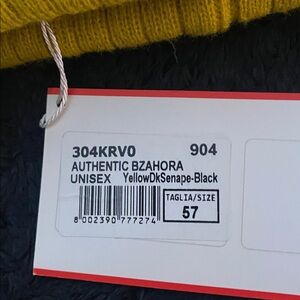 304KRV0 904
AUTHENTIC BZAHORA
UNISEX YellowDkSenape-Black
TAGLIA/SIZE
57
8 002390 777274